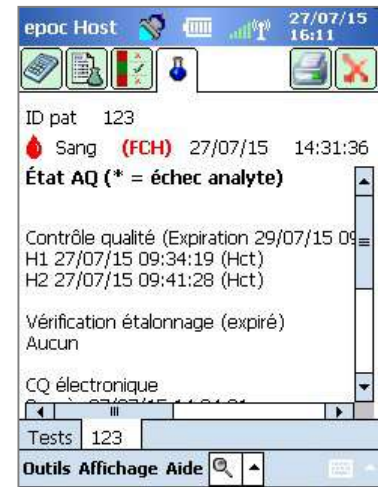 epoc Host 27/07/15
16:11
ID pat 123
Sang (FCH) 27/07/15 14:31:36
État AQ (* = échec analyte)
Contrôle qualité (Expiration 29/07/15 09
H1 27/07/15 09:34:19 (Hct)
H2 27/07/15 09:41:28 (Hct)
Vérification étalonnage (expiré)
Aucun
CQ électronique
Tests 123
Outils Affichage Aide